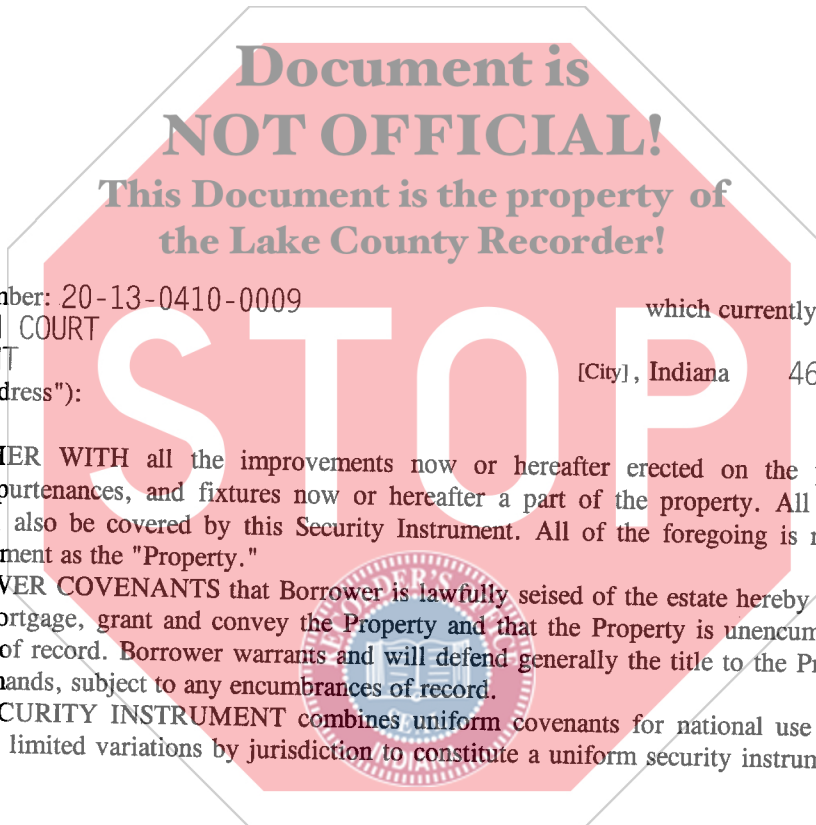 Document is
NOT OFFICIAL!
This Document is the property of
the Lake County Recorder!
nber: 20-13-0410-0009 which currently
COURT
T
[City], Indiana 46
dress"):
STOP
IER WITH all the improvements now or hereafter erected on the
purtenances, and fixtures now or hereafter a part of the property. All
also be covered by this Security Instrument. All of the foregoing is
ment as the "Property."
WER COVENANTS that Borrower is lawfully seised of the estate hereby
ortgage, grant and convey the Property and that the Property is unencum
of record. Borrower warrants and will defend generally the title to the Pr
nands, subject to any encumbrances of record.
CURITY INSTRUMENT combines uniform covenants for national use
limited variations by jurisdiction to constitute a uniform security instrum
RECORDER'S
INDIANA